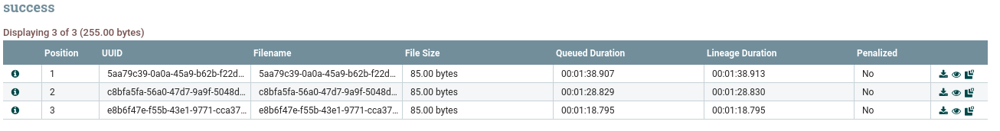 success
Displaying 3 of 3 (255.00 bytes)
Position UUID Filename File Size Queued Duration Lineage Duration Penalized
1 5aa79c39-0a0a-45a9-b62b-f22d... 5aa79c39-0a0a-45a9-b62b-f22d... 85.00 bytes 00:01:38.907 00:01:38.913 No
2 c8bfa5fa-56a0-47d7-9a9f-5048d... c8bfa5fa-56a0-47d7-9a9f-5048d... 85.00 bytes 00:01:28.829 00:01:28.830 No
3 e8b6f47e-f55b-43e1-9771-cca37... e8b6f47e-f55b-43e1-9771-cca37... 85.00 bytes 00:01:18.795 00:01:18.795 No